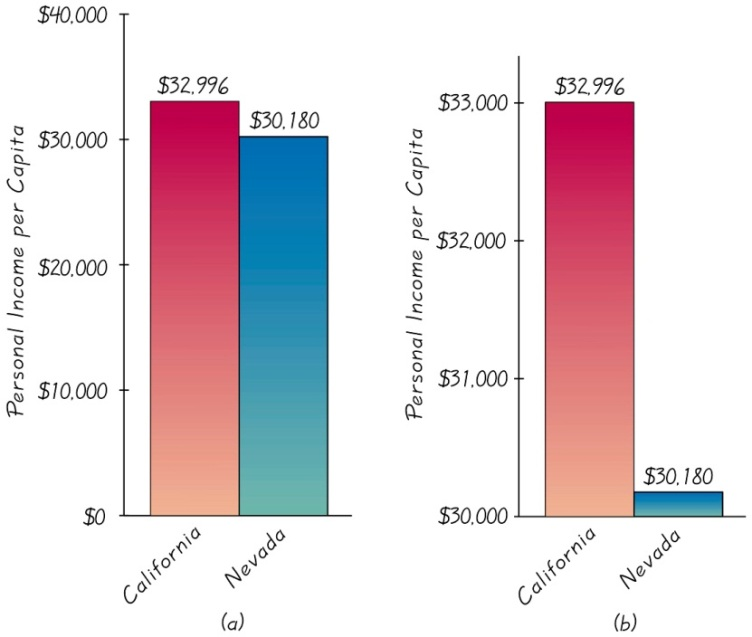 Personal Income per Capita
$40,000
$30,000
$20,000
$10,000
$0
$32,996
$30,180
California
Nevada
(a)
Personal Income per Capita
$33,000
$32,000
$31,000
$30,000
$32,996
$30,180
California
Nevada
(b)